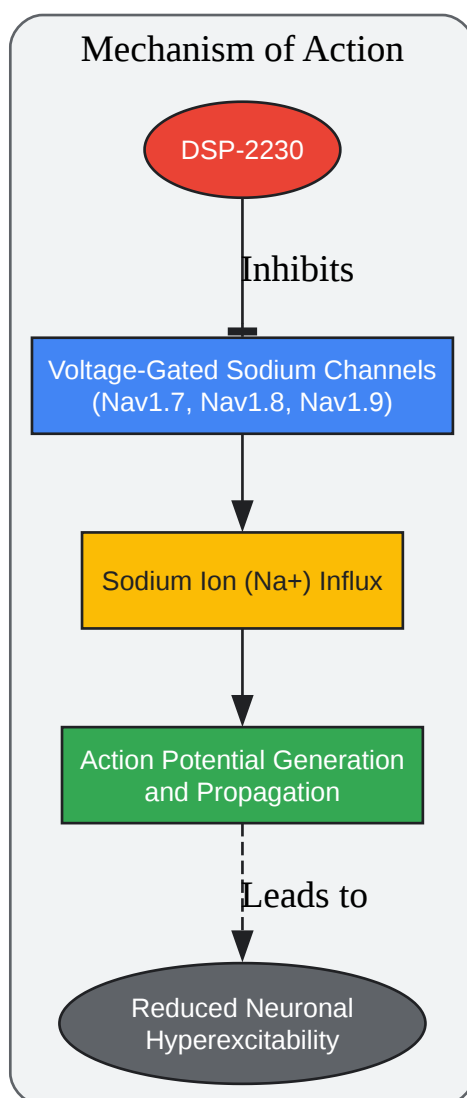 Mechanism of Action
DSP-2230
Inhibits
Voltage-Gated Sodium Channels
(Nav1.7, Nav1.8, Nav1.9)
Sodium Ion (Na+) Influx
Action Potential Generation
and Propagation
Leads to
Reduced Neuronal
Hyperexcitability